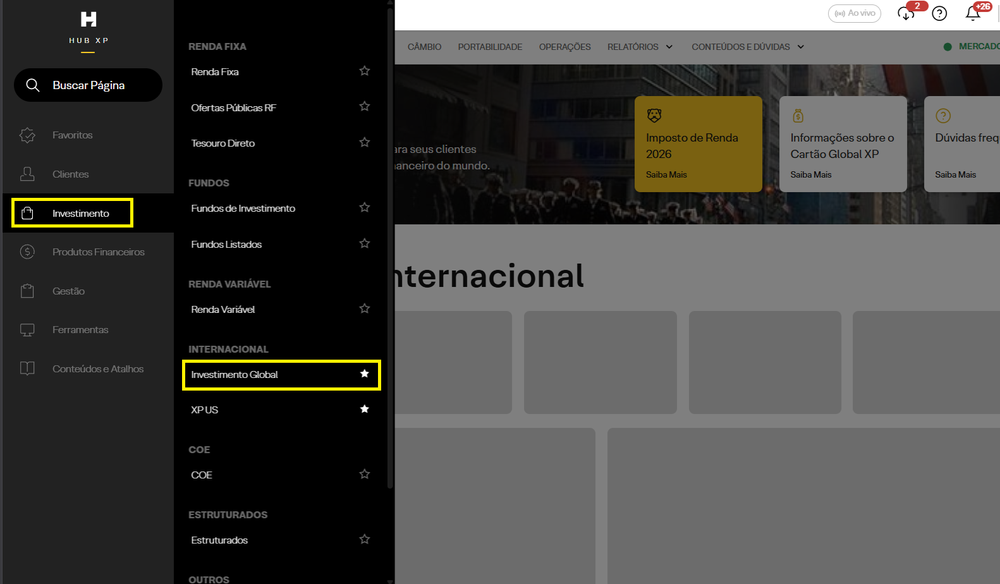 HUB XP
Buscar Página
Favoritos
Clientes
Investimento
Produtos Financeiros
Gestão
Ferramentas
Conteúdos e Atalhos
RENDA FIXA
Renda Fixa
Ofertas Públicas RF
Tesouro Direto
FUNDOS
Fundos de Investimento
Fundos Listados
RENDA VARIÁVEL
Renda Variável
INTERNACIONAL
Investimento Global
XP US
COE
COE
ESTRUTURADOS
Estruturados
OUTROS
Ao vivo
2
+26
CÂMBIO PORTABILIDADE OPERAÇÕES RELATÓRIOS CONTEÚDOS E DÚVIDAS MERCADO
ara seus clientes
nanceiro do mundo.
Imposto de Renda
2026
Saiba Mais
Informações sobre o
Cartão Global XP
Saiba Mais
Dúvidas freq
Saiba Mais
nternacional